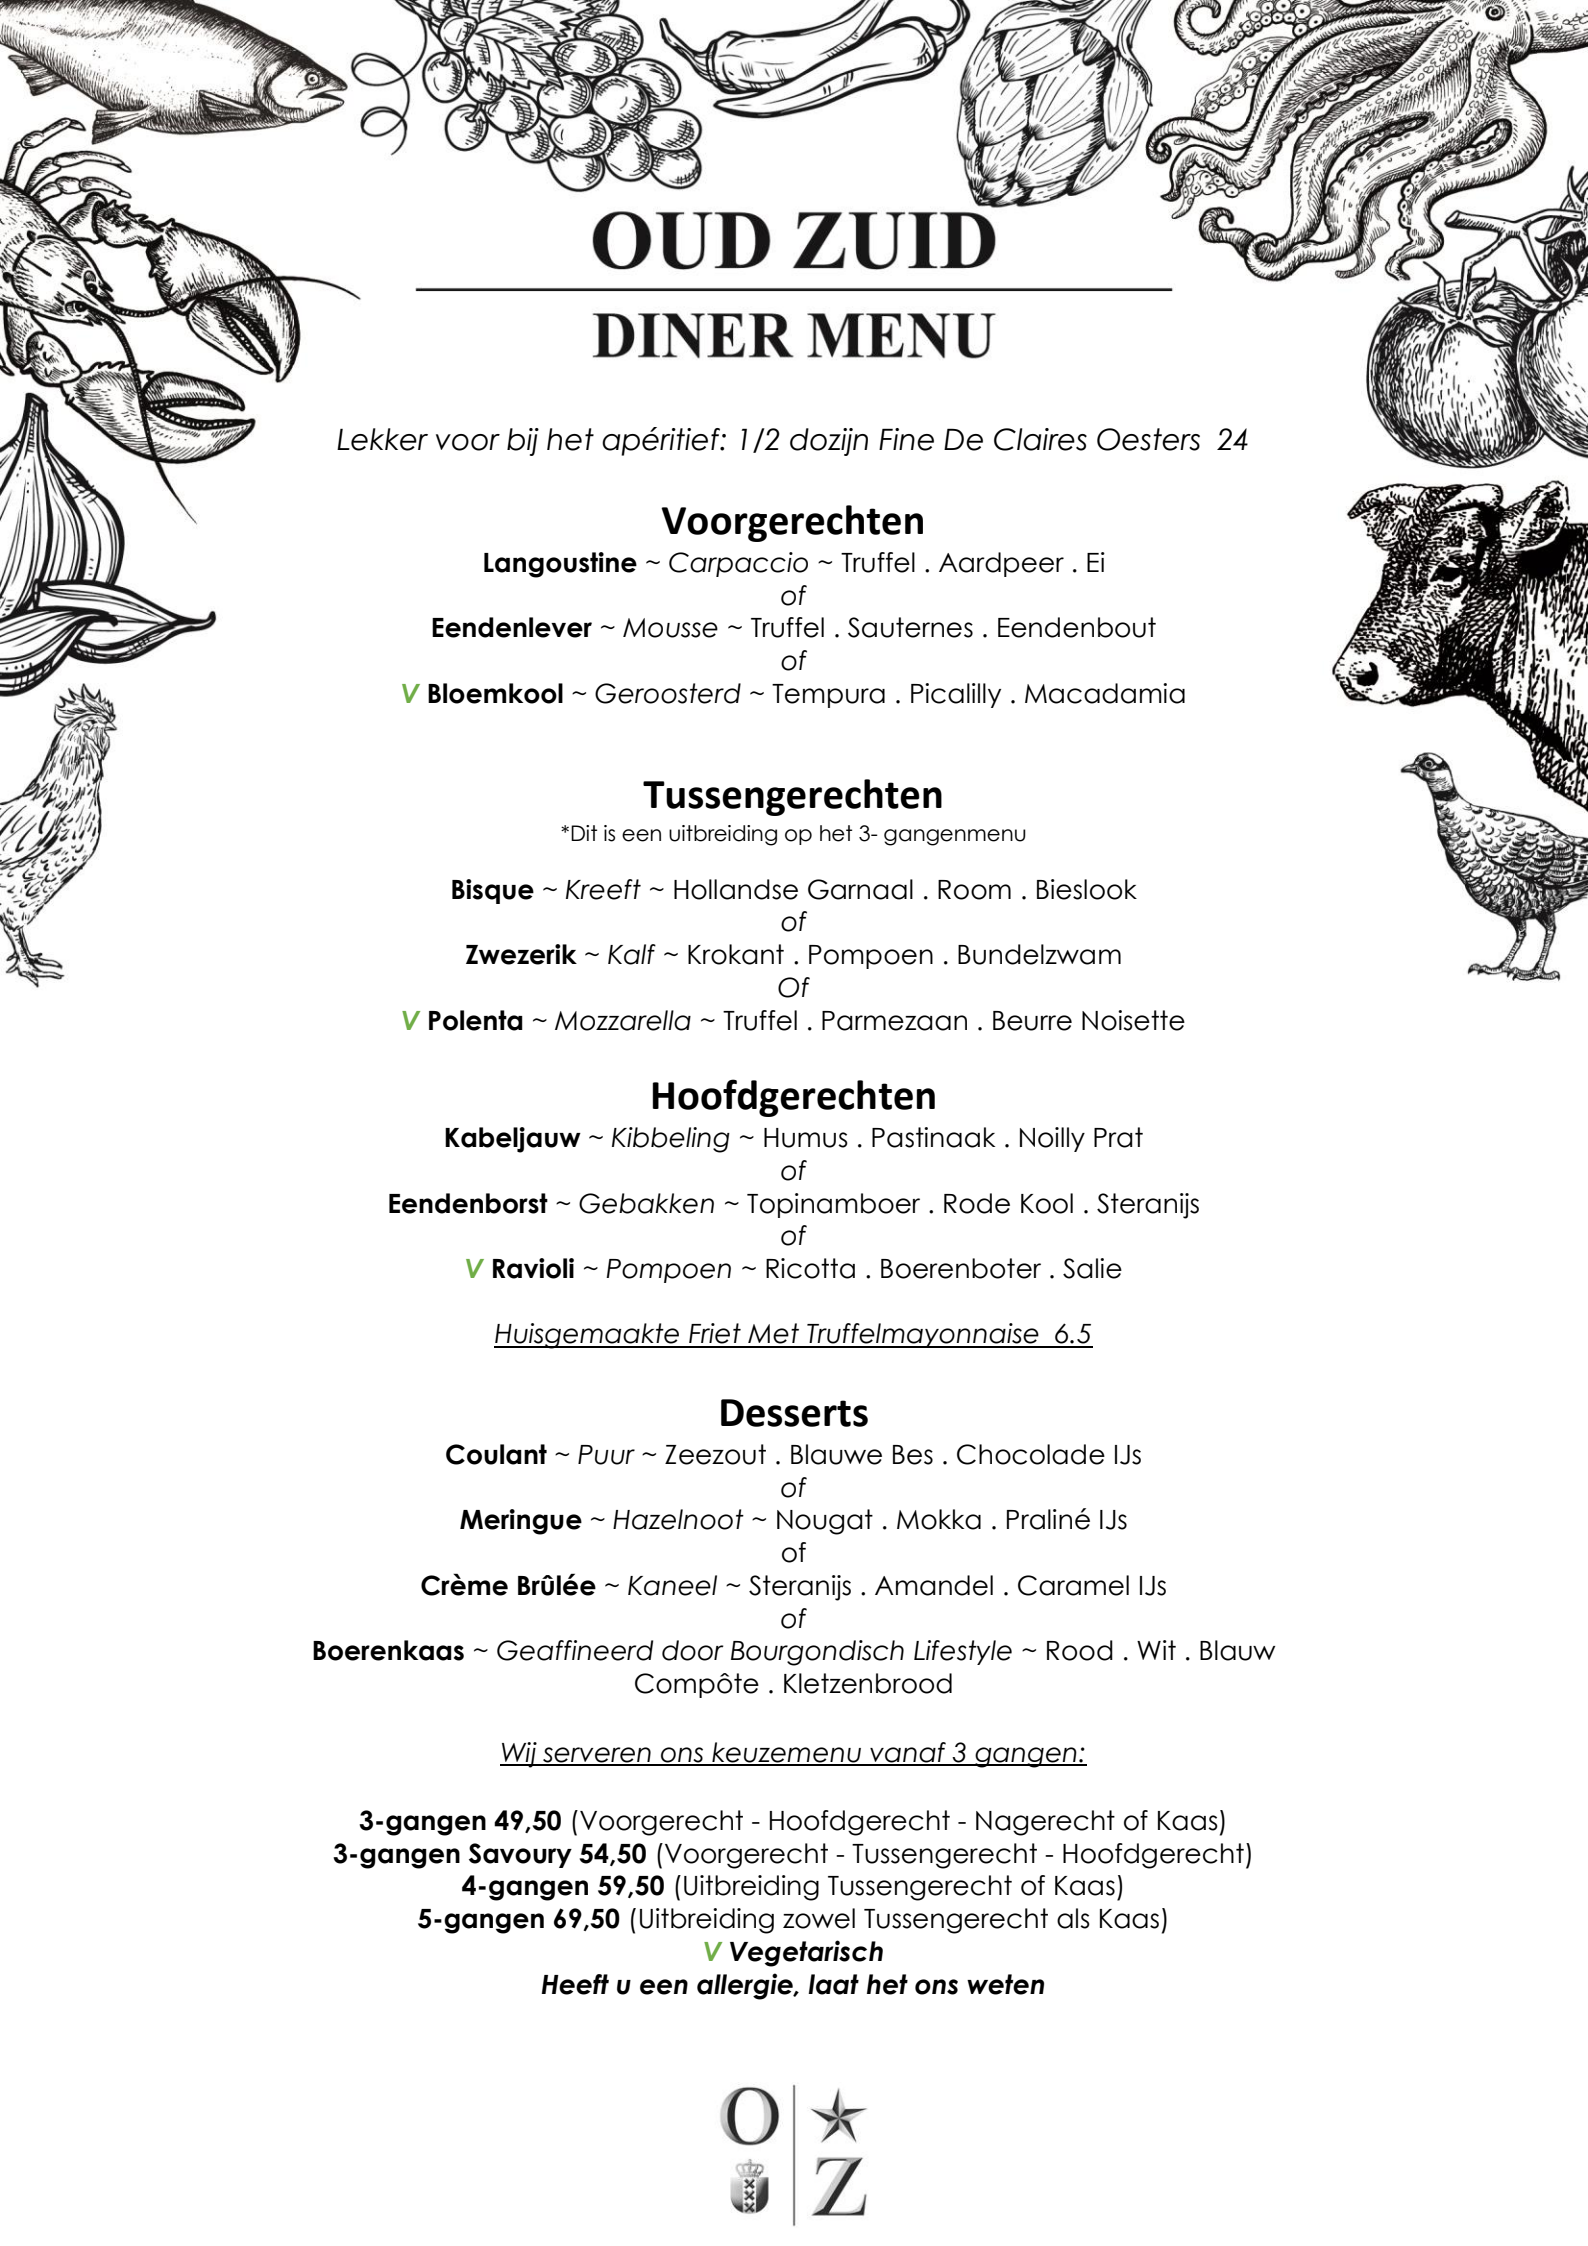 OUD ZUID
DINER MENU
Lekker voor bij het apéritief: 1/2 dozijn Fine De Claires Oesters 24
Voorgerechten
Langoustine ~ Carpaccio ~ Truffel . Aardpeer . Ei
of
Eendenlever ~ Mousse ~ Truffel . Sauternes . Eendenbout
of
V Bloemkool ~ Geroosterd ~ Tempura . Picalilly . Macadamia
Tussengerechten
*Dit is een uitbreiding op het 3- gangenmenu
Bisque ~ Kreeft ~ Hollandse Garnaal . Room . Bieslook
of
Zwezerik ~ Kalf ~ Krokant . Pompoen . Bundelzwam
Of
V Polenta ~ Mozzarella ~ Truffel . Parmezaan . Beurre Noisette
Hoofdgerechten
Kabeljauw ~ Kibbeling ~ Humus . Pastinaak . Noilly Prat
of
Eendenborst ~ Gebakken ~ Topinamboer . Rode Kool . Steranijs
of
V Ravioli ~ Pompoen ~ Ricotta . Boerenboter . Salie
Huisgemaakte Friet Met Truffelmayonnaise 6.5
Desserts
Coulant ~ Puur ~ Zeezout . Blauwe Bes . Chocolade IJs
of
Meringue ~ Hazelnoot ~ Nougat . Mokka . Praliné IJs
of
Crème Brûlée ~ Kaneel ~ Steranijs . Amandel . Caramel IJs
of
Boerenkaas ~ Geaffineerd door Bourgondisch Lifestyle ~ Rood . Wit . Blauw
Compôte . Kletzenbrood
Wij serveren ons keuzemenu vanaf 3 gangen:
3-gangen 49,50 (Voorgerecht - Hoofdgerecht - Nagerecht of Kaas)
3-gangen Savoury 54,50 (Voorgerecht - Tussengerecht - Hoofdgerecht)
4-gangen 59,50 (Uitbreiding Tussengerecht of Kaas)
5-gangen 69,50 (Uitbreiding zowel Tussengerecht als Kaas)
V Vegetarisch
Heeft u een allergie, laat het ons weten
O
Z